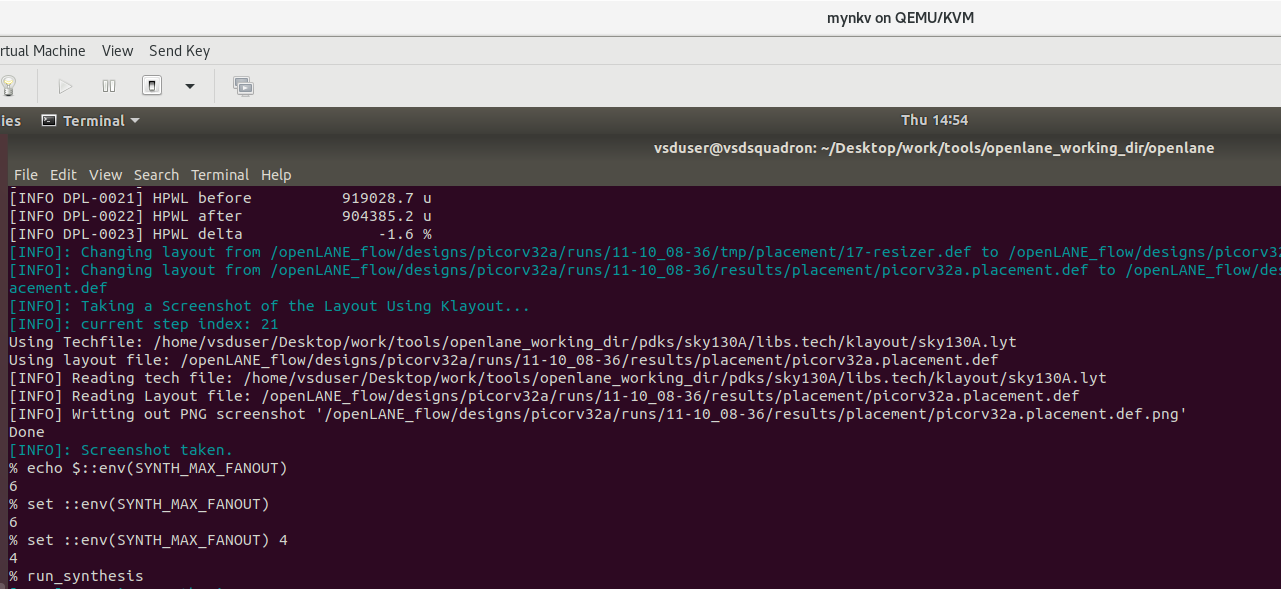 mynkv on QEMU/KVM
rtual Machine View Send Key
ies Terminal Thu 14:54
vsduser@vsdsquadron: ~/Desktop/work/tools/openlane_working_dir/openlane
File Edit View Search Terminal Help
[INFO DPL-0021] HPWL before 919028.7 u
[INFO DPL-0022] HPWL after 904385.2 u
[INFO DPL-0023] HPWL delta -1.6 %
[INFO]: Changing layout from /openLANE_flow/designs/picorv32a/runs/11-10_08-36/tmp/placement/17-resizer.def to /openLANE_flow/designs/picorv3
[INFO]: Changing layout from /openLANE_flow/designs/picorv32a/runs/11-10_08-36/results/placement/picorv32a.placement.def to /openLANE_flow/de
acement.def
[INFO]: Taking a Screenshot of the Layout Using Klayout...
[INFO]: current step index: 21
Using Techfile: /home/vsduser/Desktop/work/tools/openlane_working_dir/pdks/sky130A/libs.tech/klayout/sky130A.lyt
Using layout file: /openLANE_flow/designs/picorv32a/runs/11-10_08-36/results/placement/picorv32a.placement.def
[INFO] Reading tech file: /home/vsduser/Desktop/work/tools/openlane_working_dir/pdks/sky130A/libs.tech/klayout/sky130A.lyt
[INFO] Reading Layout file: /openLANE_flow/designs/picorv32a/runs/11-10_08-36/results/placement/picorv32a.placement.def
[INFO] Writing out PNG screenshot '/openLANE_flow/designs/picorv32a/runs/11-10_08-36/results/placement/picorv32a.placement.def.png'
Done
[INFO]: Screenshot taken.
% echo $::env(SYNTH_MAX_FANOUT)
6
% set ::env(SYNTH_MAX_FANOUT)
6
% set ::env(SYNTH_MAX_FANOUT) 4
4
% run_synthesis